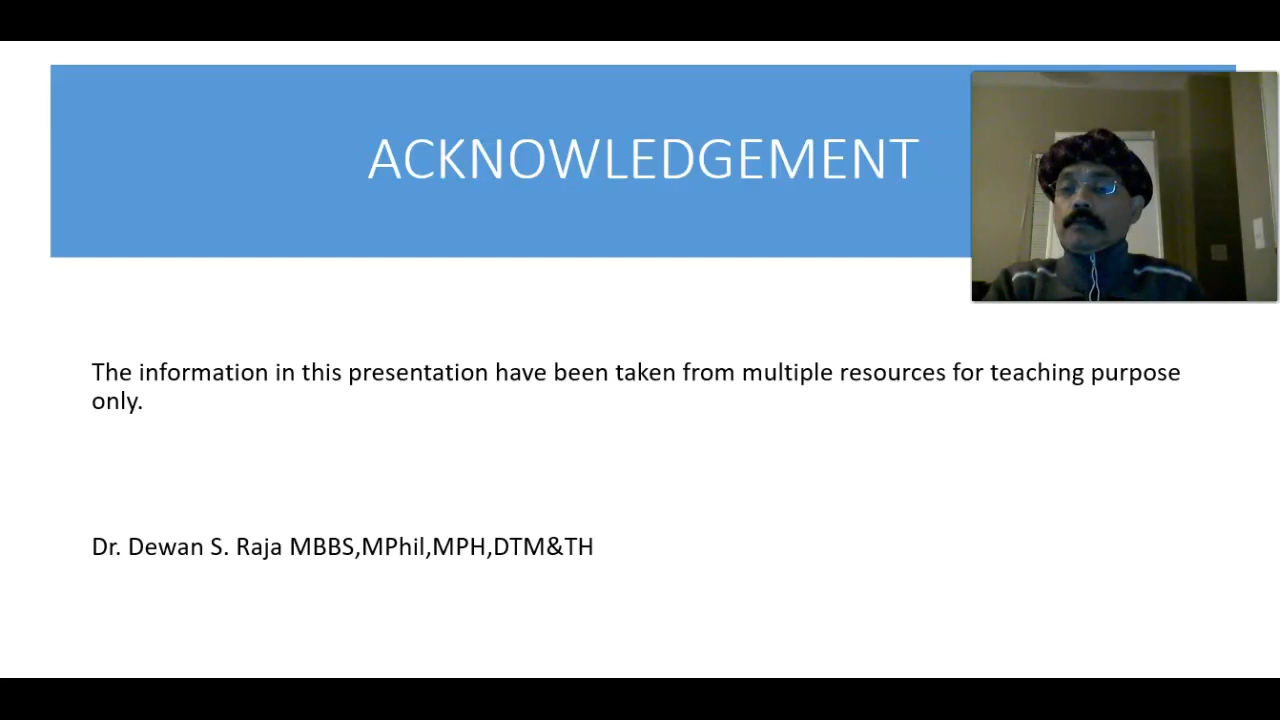 ACKNOWLEDGEMENT
The information in this presentation have been taken from multiple resources for teaching purpose
only.
Dr. Dewan S. Raja MBBS,MPhil,MPH,DTM&TH